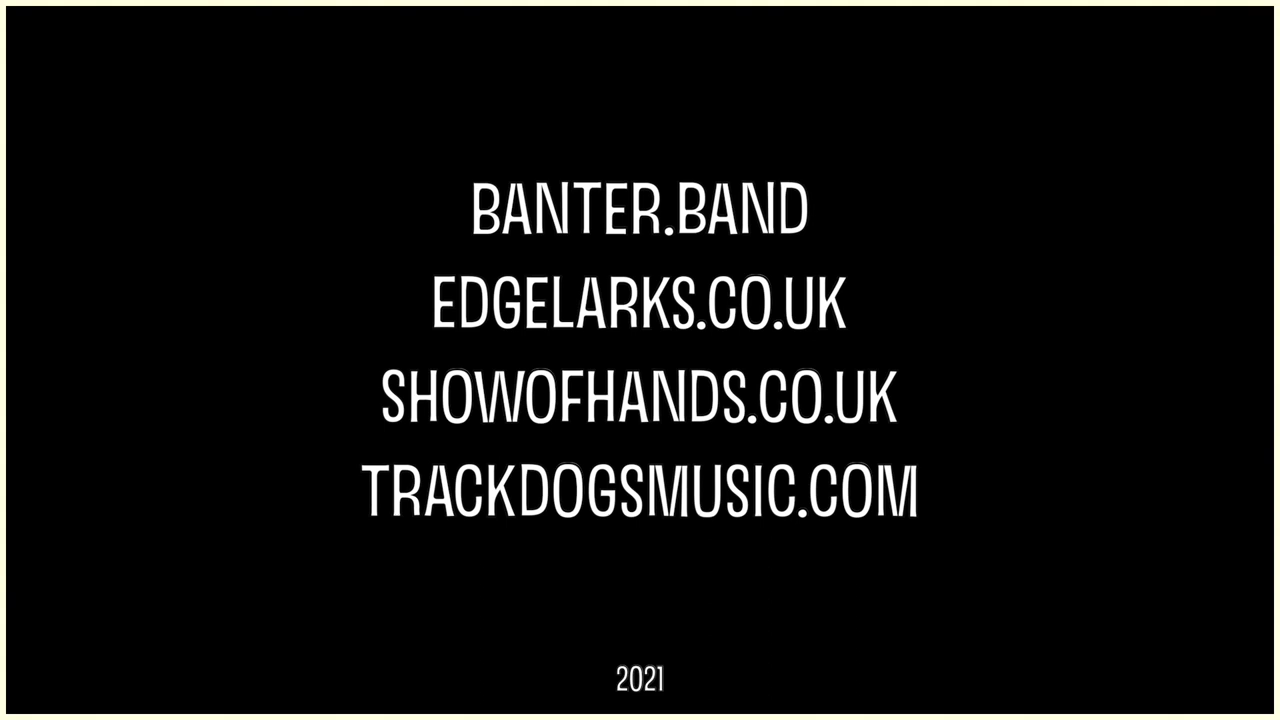 BANTER.BAND
EDGELARKS.CO.UK
SHOWOFHANDS.CO.UK
TRACKDOGSMUSIC.COM
2021